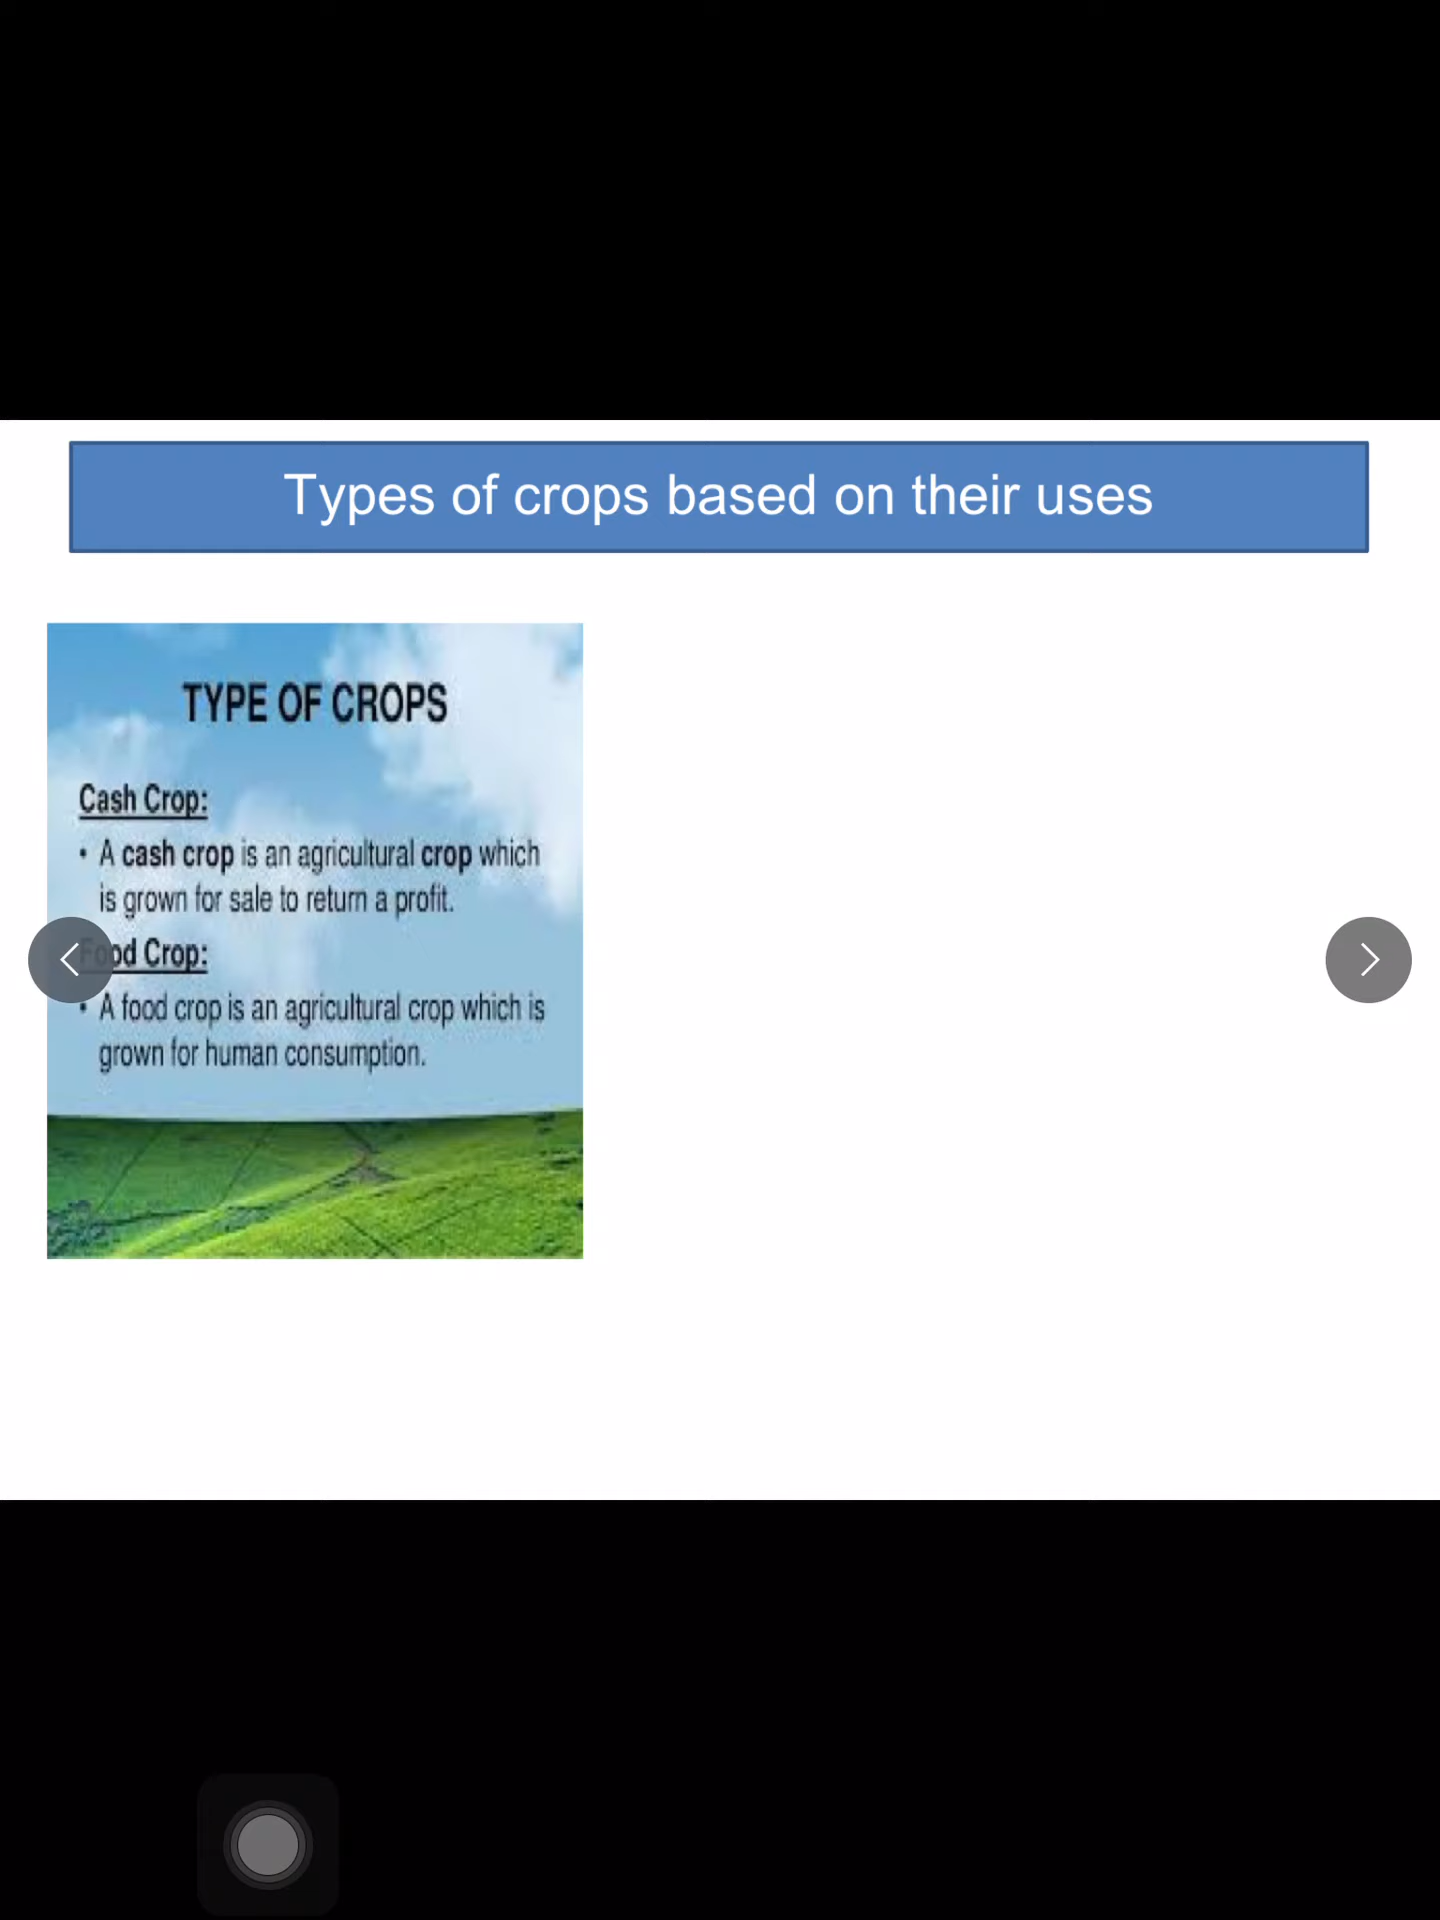 Types of crops based on their uses
TYPE OF CROPS
Cash Crop:
• A cash crop is an agricultural crop which
is grown for sale to return a profit.
Food Crop:
• A food crop is an agricultural crop which is
grown for human consumption.